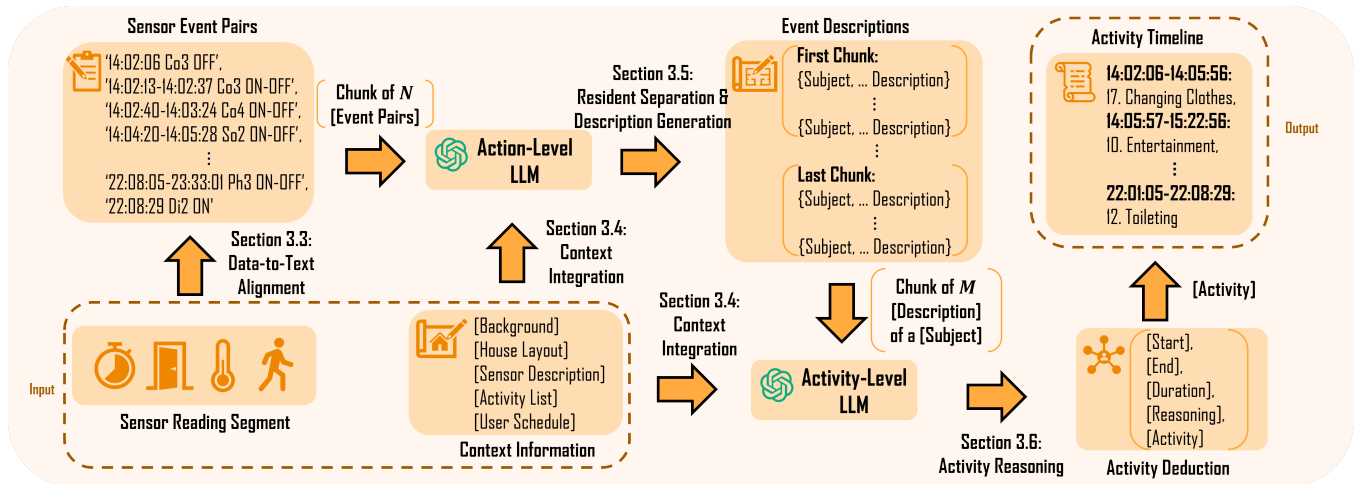 Sensor Event Pairs
'14:02:06 Co3 OFF',
'14:02:13-14:02:37 Co3 ON-OFF',
'14:02:40-14:03:24 Co4 ON-OFF',
'14:04:20-14:05:28 So2 ON-OFF',
⋮
'22:08:05-23:33:01 Ph3 ON-OFF',
'22:08:29 Di2 ON'
Chunk of N
[Event Pairs]
Action-Level
LLM
Section 3.5:
Resident Separation &
Description Generation
Event Descriptions
First Chunk:
{Subject, ... Description}
⋮
{Subject, ... Description}
⋮
Last Chunk:
{Subject, ... Description}
⋮
{Subject, ... Description}
Activity Timeline
14:02:06-14:05:56:
17. Changing Clothes,
14:05:57-15:22:56:
10. Entertainment,
⋮
22:01:05-22:08:29:
12. Toileting
Output
Section 3.3:
Data-to-Text
Alignment
Section 3.4:
Context
Integration
Input
Sensor Reading Segment
[Background]
[House Layout]
[Sensor Description]
[Activity List]
[User Schedule]
Context Information
Section 3.4:
Context
Integration
Chunk of M
[Description]
of a [Subject]
Activity-Level
LLM
Section 3.6:
Activity Reasoning
[Activity]
[Start],
[End],
[Duration],
[Reasoning],
[Activity]
Activity Deduction